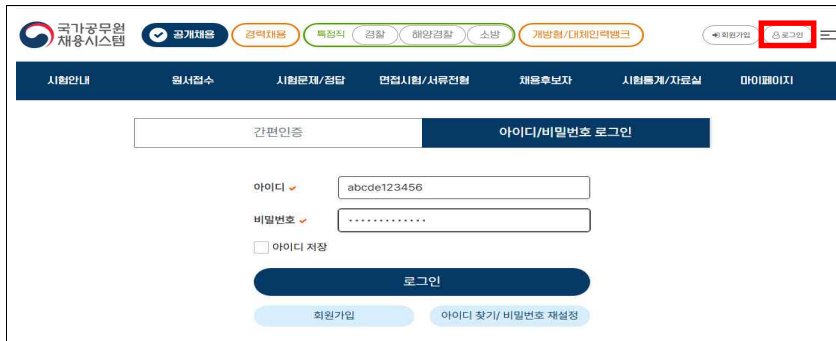 국가공무원
채용시스템
공개채용
경력채용
특정직 경찰 해양경찰 소방
개방형/대체인력뱅크
회원가입
로그인
시험안내 원서접수 시험문제/정답 면접시험/서류전형 채용후보자 시험통계/자료실 마이페이지
간편인증 아이디/비밀번호 로그인
아이디 abcde123456
비밀번호 ·············
아이디 저장
로그인
회원가입 아이디 찾기/ 비밀번호 재설정